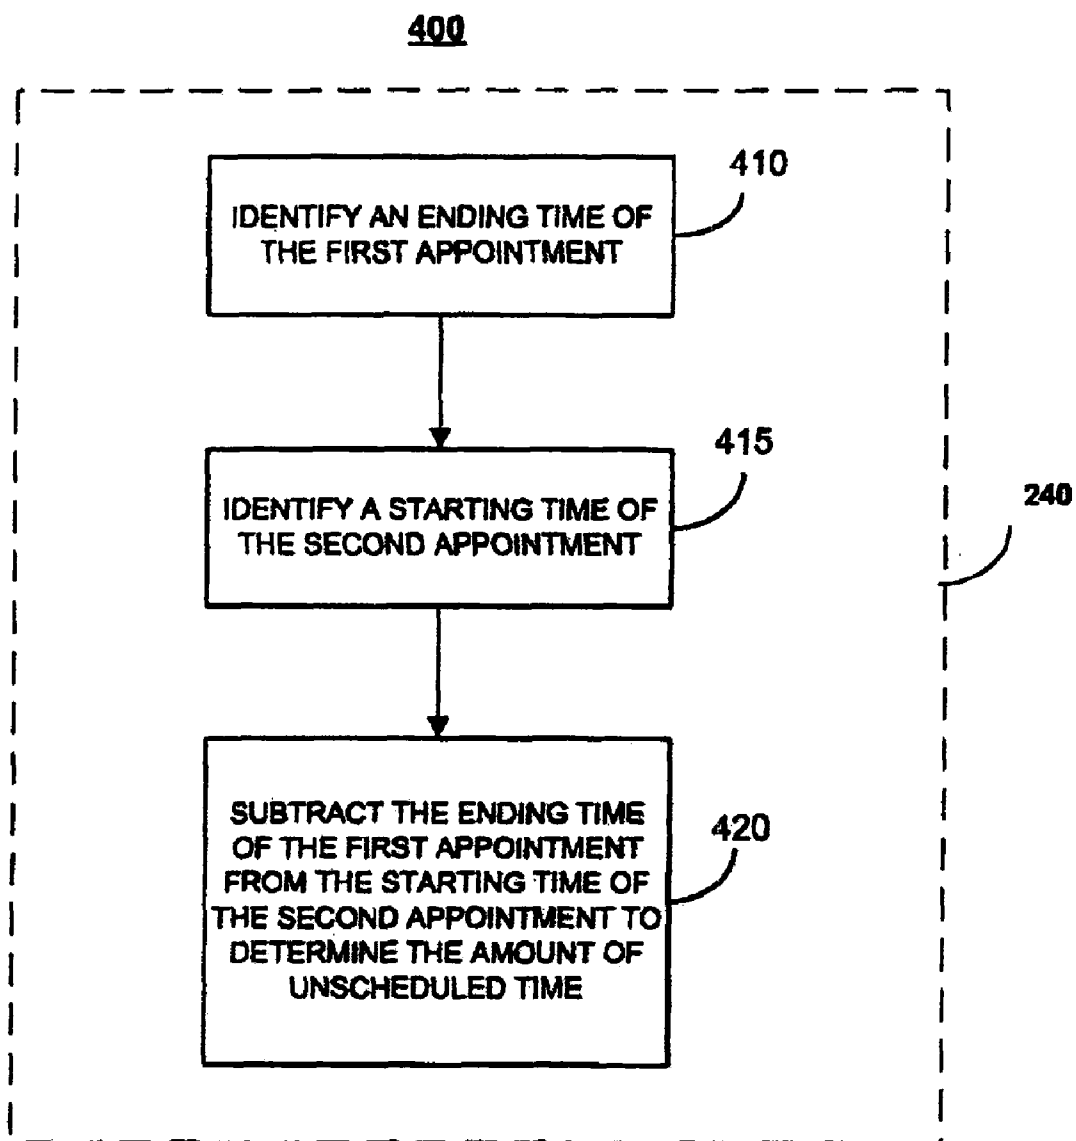 400
410
IDENTIFY AN ENDING TIME OF
THE FIRST APPOINTMENT
415
IDENTIFY A STARTING TIME OF
THE SECOND APPOINTMENT
240
420
SUBTRACT THE ENDING TIME
OF THE FIRST APPOINTMENT
FROM THE STARTING TIME OF
THE SECOND APPOINTMENT TO
DETERMINE THE AMOUNT OF
UNSCHEDULED TIME